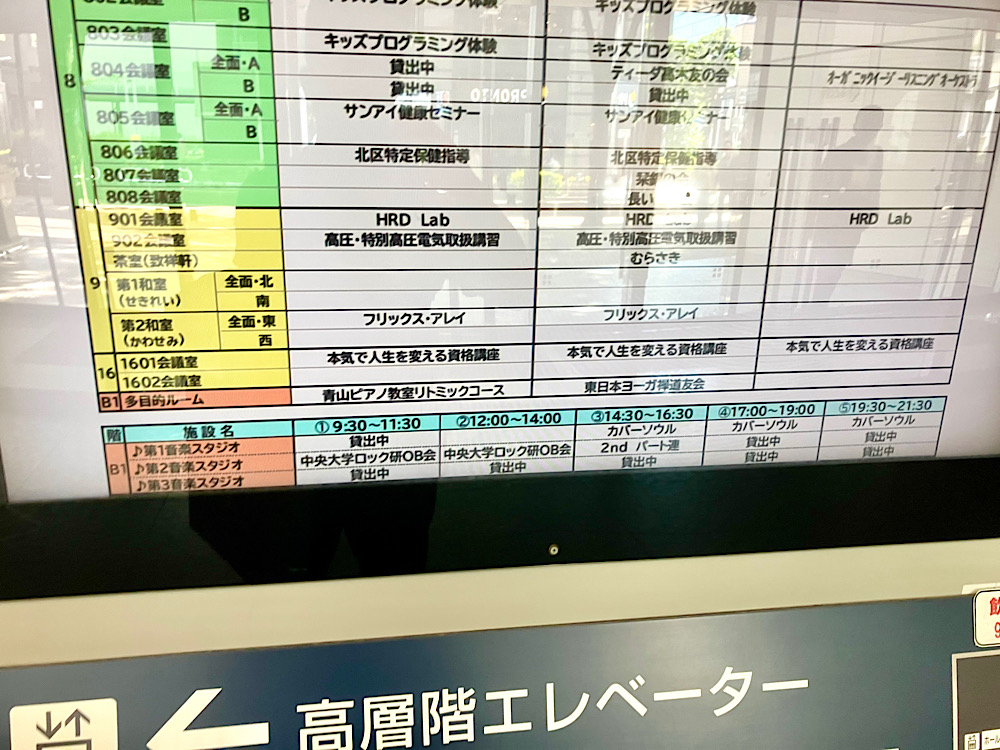 B キッズプログラミング体験
803会議室 キッズプログラミング体験 キッズプログラミング体験
8 804会議室 全面・A 貸出中 ティーダ高木友の会
B 貸出中 貸出中
805会議室 全面・A サンアイ健康セミナー サンアイ健康セミナー
B
806会議室 北区特定保健指導 北区特定保健指導
807会議室
808会議室 長い
9 901会議室 HRD Lab HRD Lab HRD Lab
902会議室 高圧・特別高圧電気取扱講習 高圧・特別高圧電気取扱講習
茶室(致祥軒) むらさき
第1和室 全面・北
(せきれい) 南
第2和室 全面・東 フリックス・アレイ フリックス・アレイ
(かわせみ) 西
16 1601会議室 本気で人生を変える資格講座 本気で人生を変える資格講座 本気で人生を変える資格講座
1602会議室
B1 多目的ルーム 青山ピアノ教室リトミックコース 東日本ヨーガ禅道友会
階 施設名 ①9:30~11:30 ②12:00~14:00 ③14:30~16:30 ④17:00~19:00 ⑤19:30~21:30
B1 ♪第1音楽スタジオ 貸出中 カバーソウル カバーソウル カバーソウル
♪第2音楽スタジオ 中央大学ロック研OB会 中央大学ロック研OB会 2nd パート連 貸出中 貸出中
♪第3音楽スタジオ 貸出中 貸出中 貸出中 貸出中 貸出中
高層階エレベーター